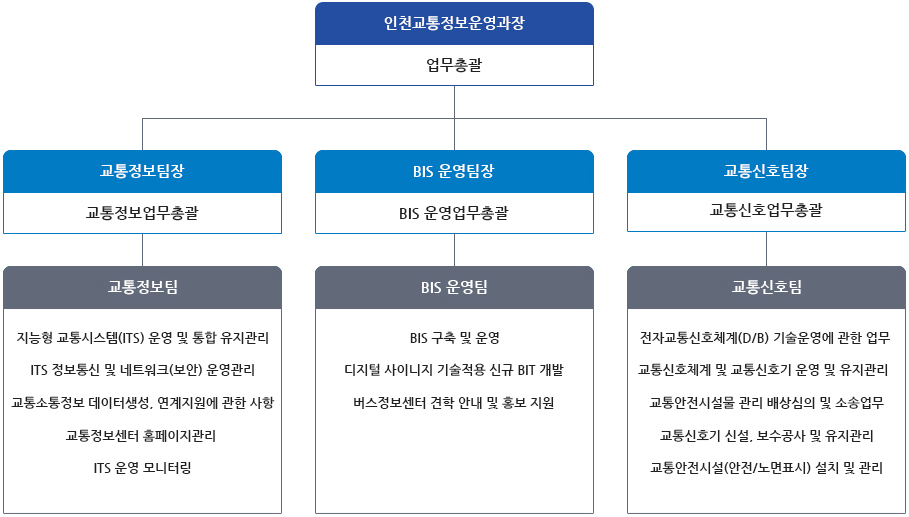 인천교통정보운영과장
업무총괄
교통정보팀장
교통정보업무총괄
BIS 운영팀장
BIS 운영업무총괄
교통신호팀장
교통신호업무총괄
교통정보팀
지능형 교통시스템(ITS) 운영 및 통합 유지관리
ITS 정보통신 및 네트워크(보안) 운영관리
교통소통정보 데이터생성, 연계지원에 관한 사항
교통정보센터 홈페이지관리
ITS 운영 모니터링
BIS 운영팀
BIS 구축 및 운영
디지털 사이니지 기술적용 신규 BIT 개발
버스정보센터 견학 안내 및 홍보 지원
교통신호팀
전자교통신호체계(D/B) 기술운영에 관한 업무
교통신호체계 및 교통신호기 운영 및 유지관리
교통안전시설물 관리 배상심의 및 소송업무
교통신호기 신설, 보수공사 및 유지관리
교통안전시설(안전/노면표시) 설치 및 관리